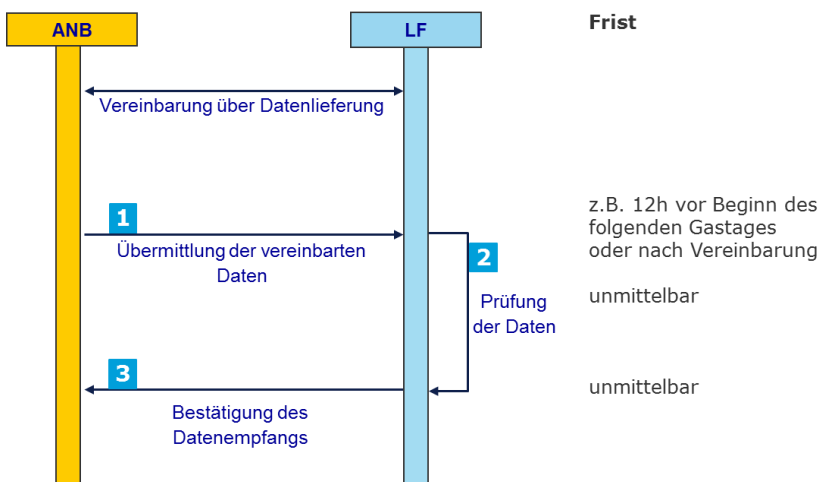 ANB
LF
Frist
Vereinbarung über Datenlieferung
1
Übermittlung der vereinbarten
Daten
z.B. 12h vor Beginn des
folgenden Gastages
oder nach Vereinbarung
2
Prüfung
der Daten
unmittelbar
3
Bestätigung des
Datenempfangs
unmittelbar